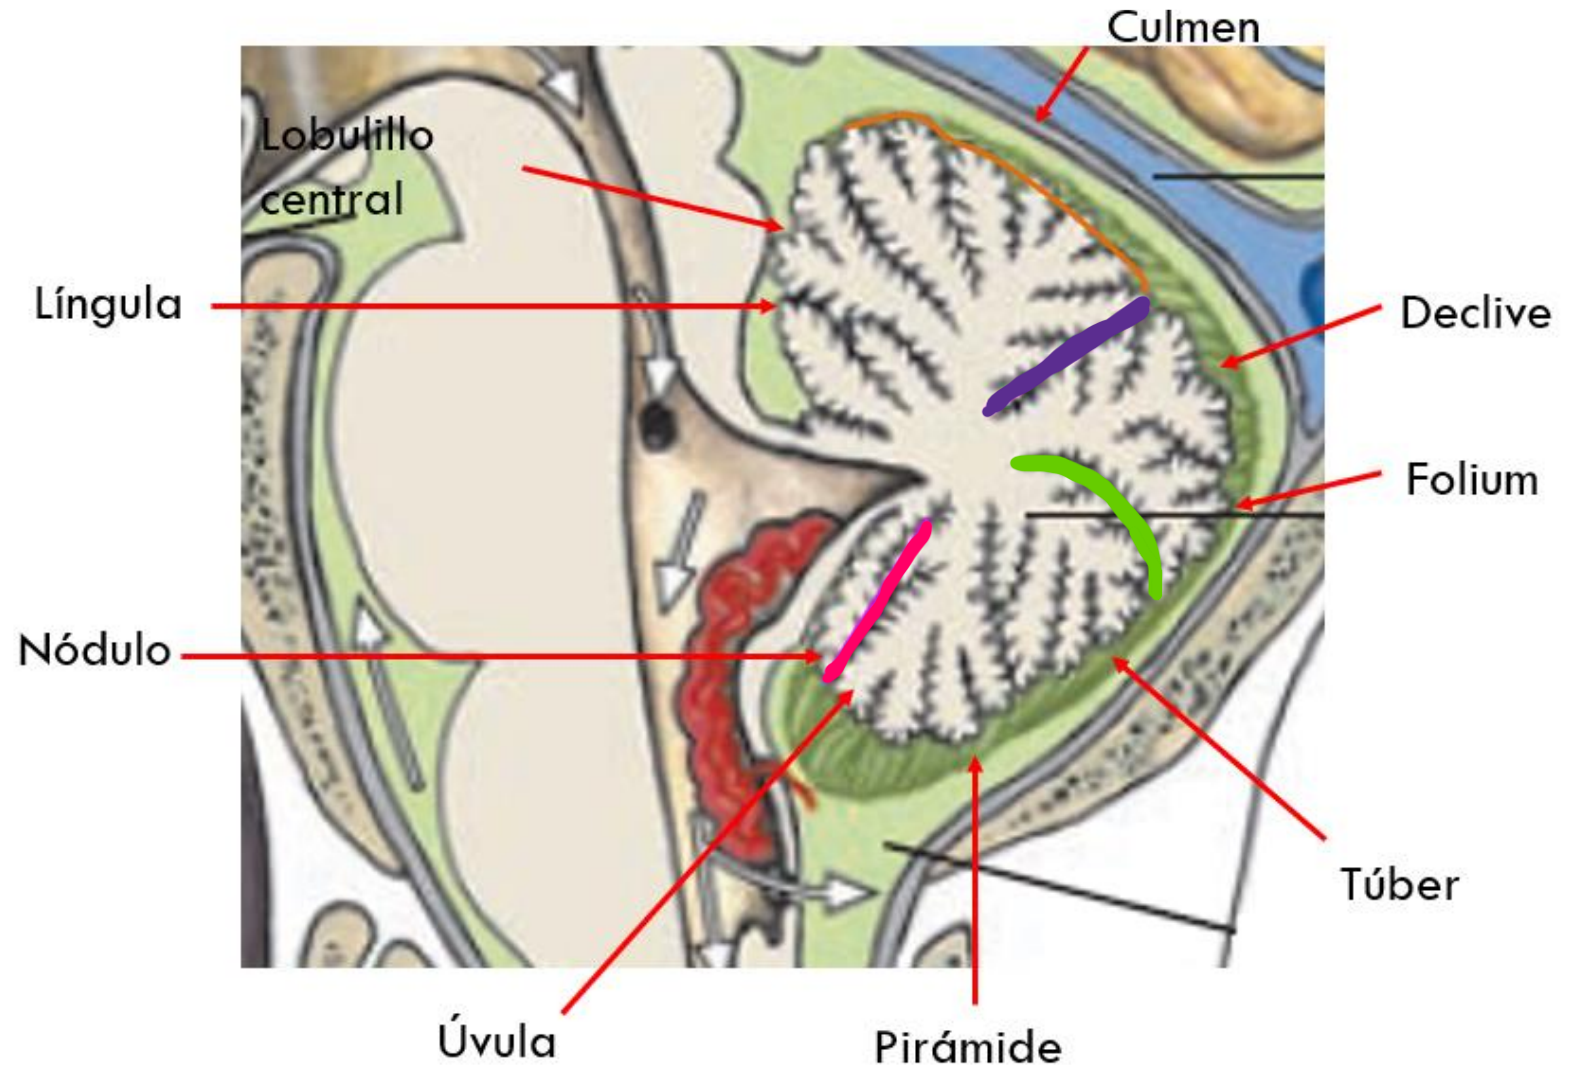 Culmen
Lobulillo
central
Língula
Declive
Folium
Nódulo
Túber
Úvula
Pirámide